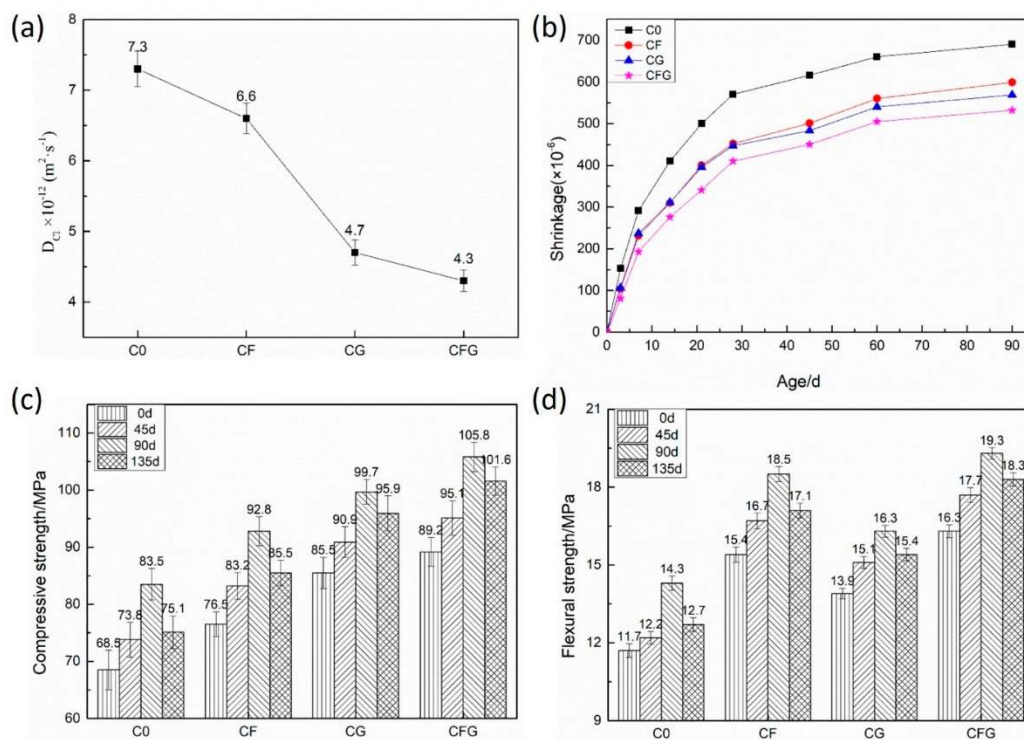 (a)
8
7
6
5
4
D_Cl ×10⁻¹² (m²·s⁻¹)
7.3
6.6
4.7
4.3
C0 CF CG CFG
(b)
C0
CF
CG
CFG
700
600
500
400
300
200
100
0
Shrinkage(×10⁻⁶)
0 10 20 30 40 50 60 70 80 90
Age/d
(c)
0d
45d
90d
135d
110
100
90
80
70
60
Compressive strength/MPa
68.5 73.8 83.5 75.1
76.5 83.2 92.8 85.5
85.5 90.9 99.7 95.9
89.2 95.1 105.8 101.6
C0 CF CG CFG
(d)
0d
45d
90d
135d
21
18
15
12
9
Flexural strength/MPa
11.7 12.2 14.3 12.7
15.4 16.7 18.5 17.1
13.9 15.1 16.3 15.4
16.3 17.7 19.3 18.3
C0 CF CG CFG